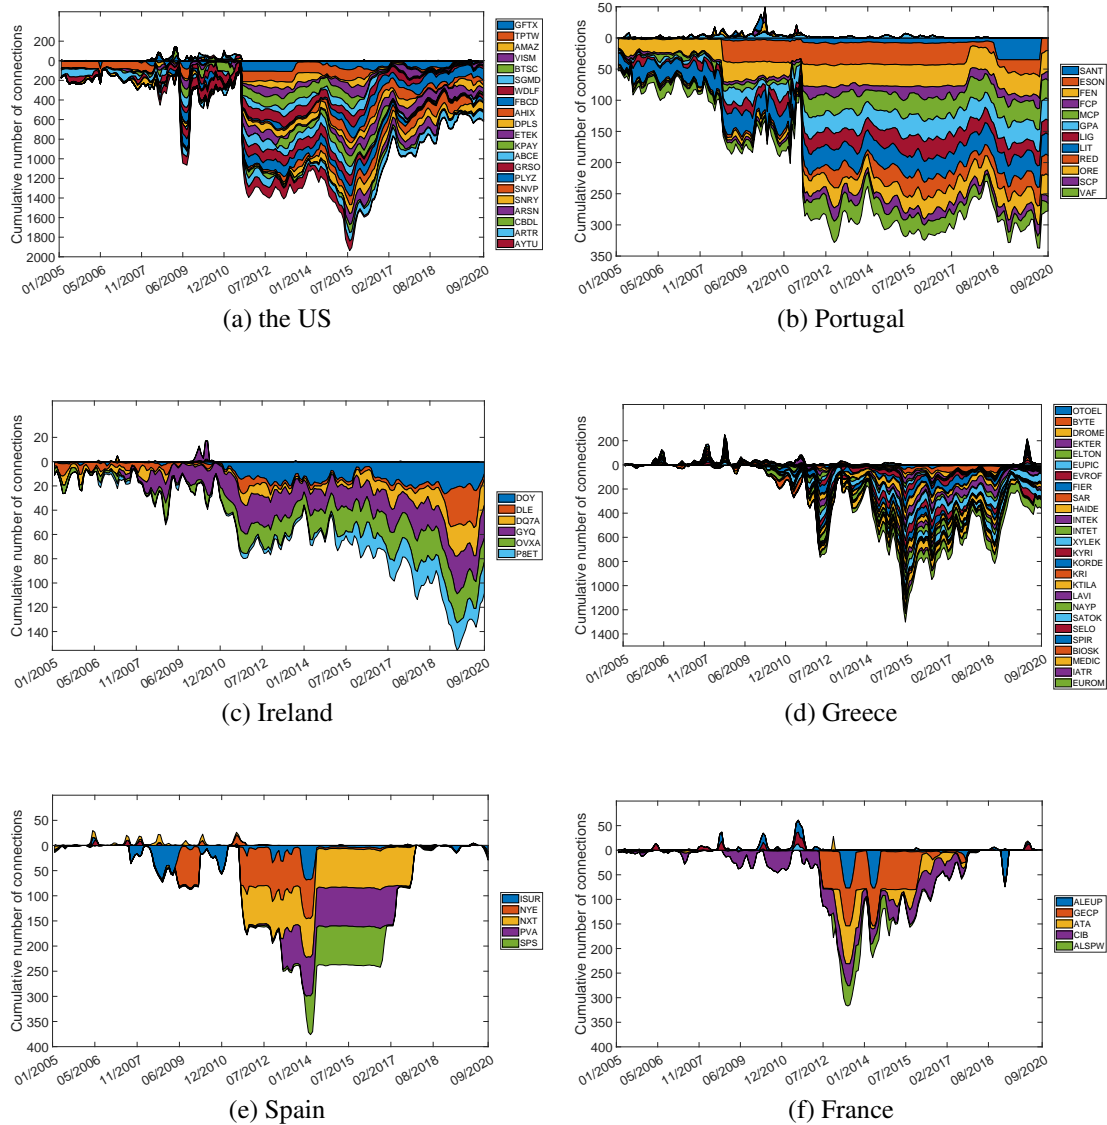 Cumulative number of connections
200
0
200
400
600
800
1000
1200
1400
1600
1800
2000
01/2005
05/2006
11/2007
06/2009
12/2010
07/2012
01/2014
07/2015
02/2017
08/2018
09/2020
GFTX
TPTW
AMAZ
VISM
BTSC
SGMD
WDLF
FBCD
AHIX
DPLS
ETEK
KPAY
ABCE
GRSO
PLYZ
SNVP
SNRY
ARSN
CBDL
ARTR
AYTU
(a) the US
Cumulative number of connections
50
0
50
100
150
200
250
300
350
01/2005
05/2006
11/2007
06/2009
12/2010
07/2012
01/2014
07/2015
02/2017
08/2018
09/2020
SANT
ESON
FEN
FCP
MCP
GPA
LIG
LIT
RED
ORE
SCP
VAF
(b) Portugal
Cumulative number of connections
20
0
20
40
60
80
100
120
140
01/2005
05/2006
11/2007
06/2009
12/2010
07/2012
01/2014
07/2015
02/2017
08/2018
09/2020
DOY
DLE
DQ7A
GYQ
OVXA
P8ET
(c) Ireland
Cumulative number of connections
200
0
200
400
600
800
1000
1200
1400
01/2005
05/2006
11/2007
06/2009
12/2010
07/2012
01/2014
07/2015
02/2017
08/2018
09/2020
OTOEL
BYTE
DROME
EKTER
ELTON
EUPIC
EVROF
FIER
SAR
HAIDE
INTEK
INTET
XYLEK
KYRI
KORDE
KRI
KTILA
LAVI
NAYP
SATOK
SELO
SPIR
BIOSK
MEDIC
IATR
EUROM
(d) Greece
Cumulative number of connections
50
0
50
100
150
200
250
300
350
400
01/2005
05/2006
11/2007
06/2009
12/2010
07/2012
01/2014
07/2015
02/2017
08/2018
09/2020
ISUR
NYE
NXT
PVA
SPS
(e) Spain
Cumulative number of connections
50
0
50
100
150
200
250
300
350
400
01/2005
05/2006
11/2007
06/2009
12/2010
07/2012
01/2014
07/2015
02/2017
08/2018
09/2020
ALEUP
GECP
ATA
CIB
ALSPW
(f) France